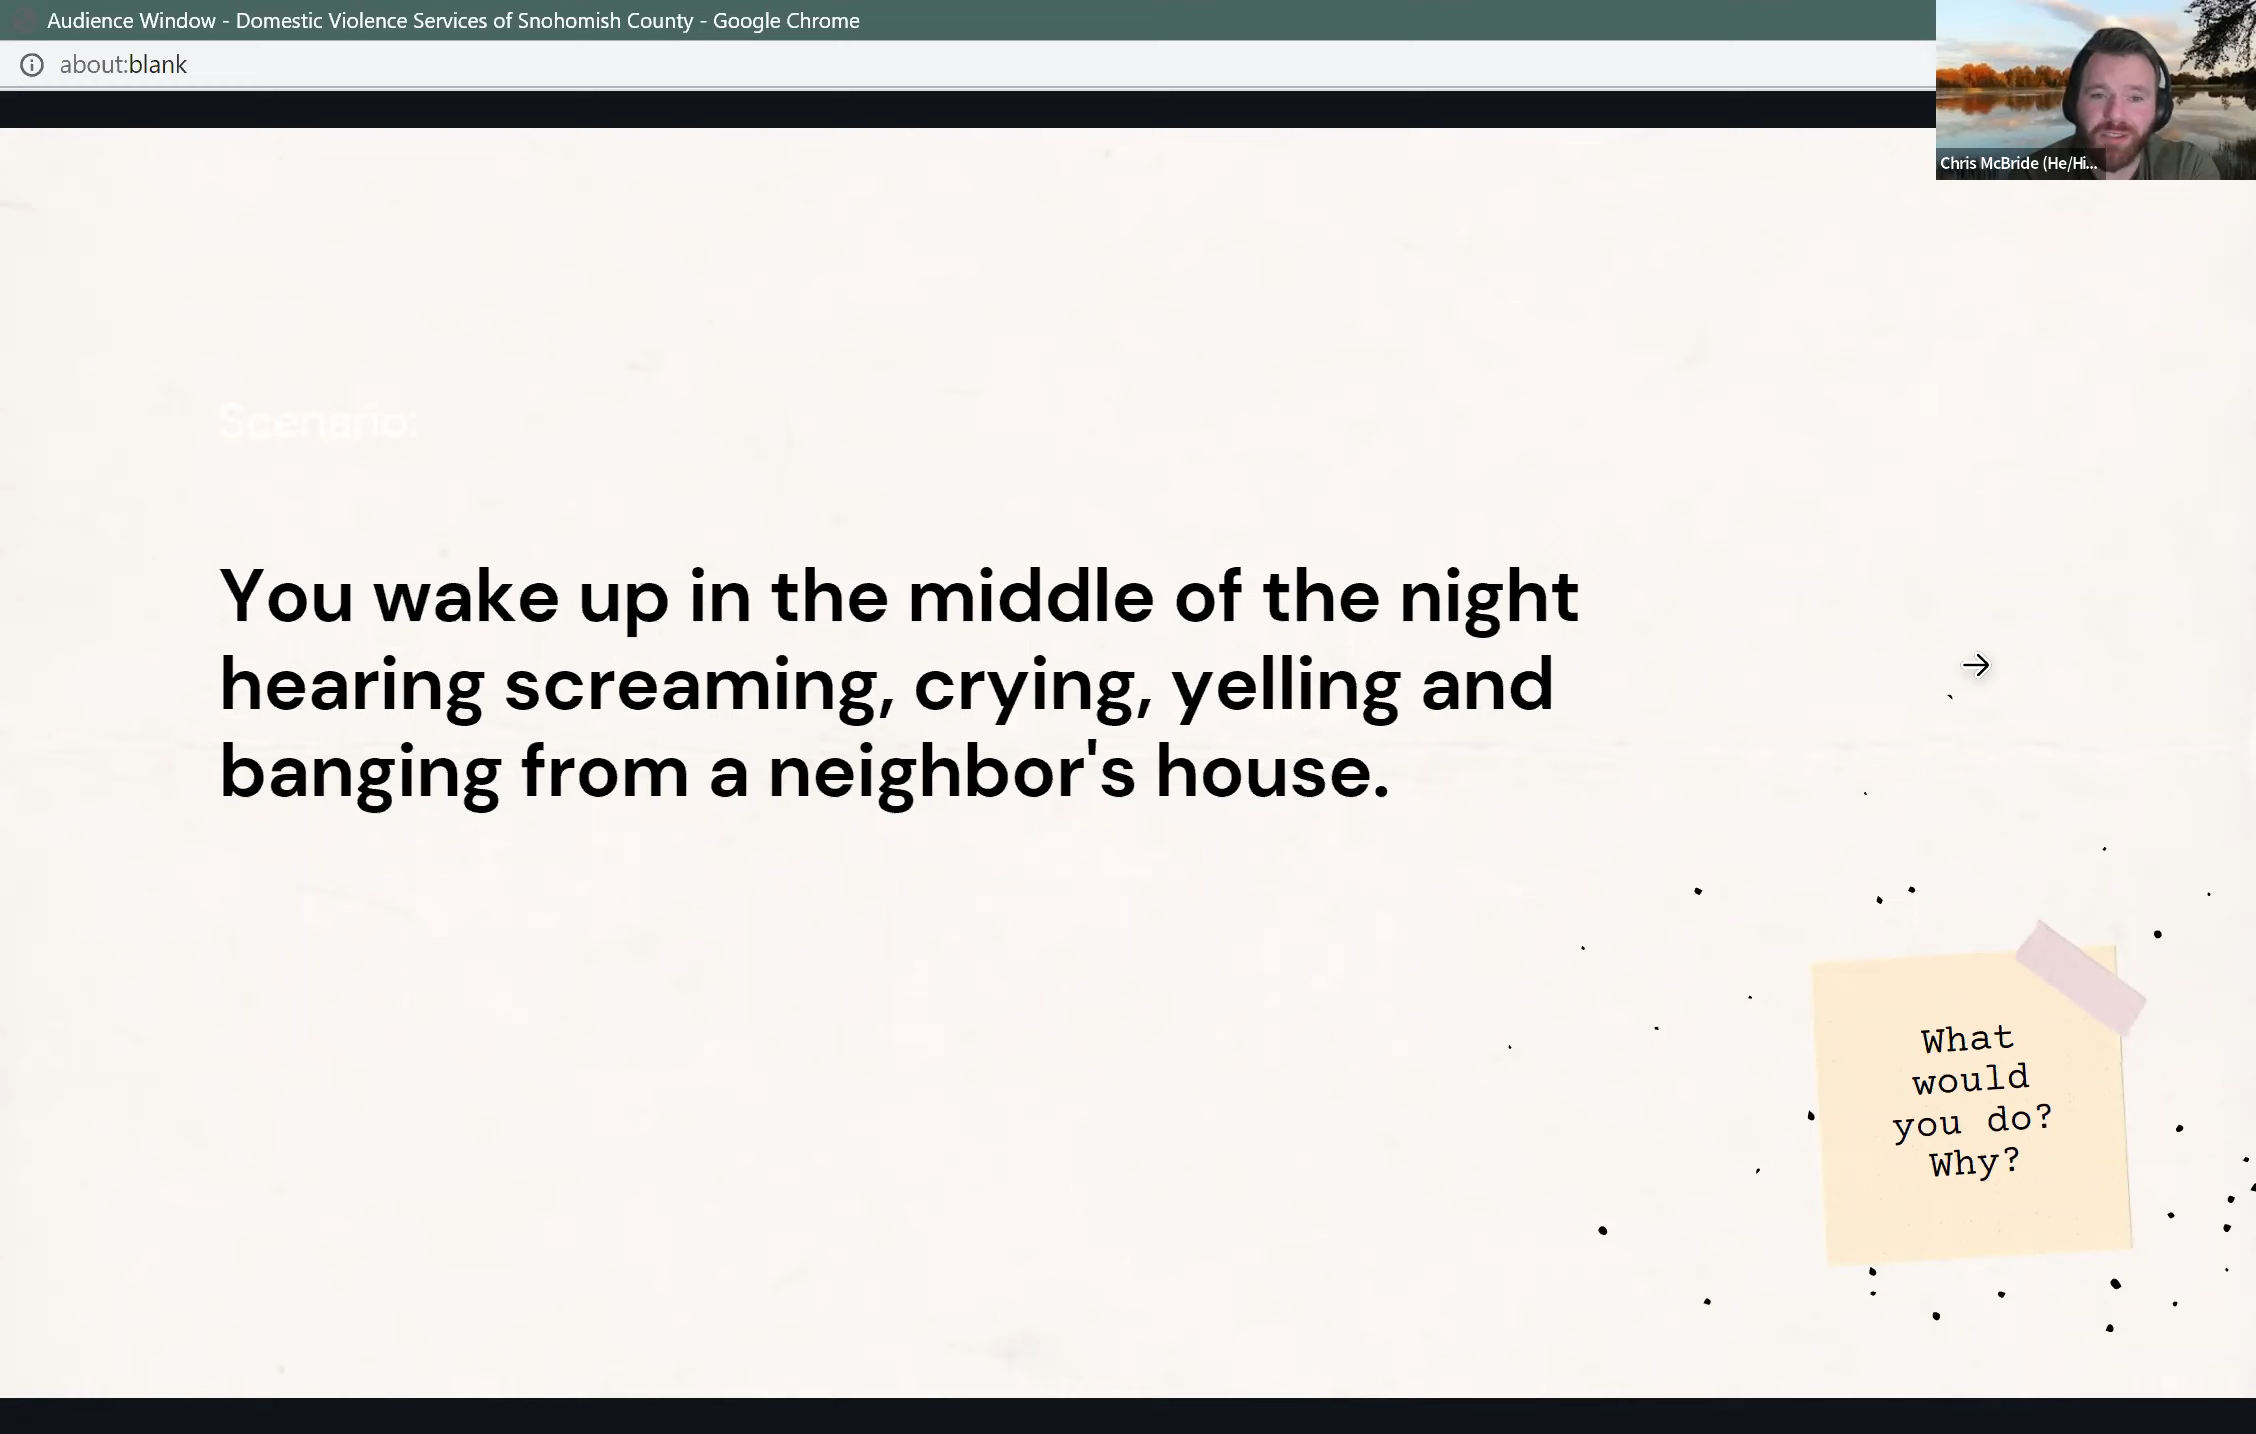 Audience Window - Domestic Violence Services of Snohomish County - Google Chrome
about:blank
Chris McBride (He/Hi...
Scenario:
You wake up in the middle of the night
hearing screaming, crying, yelling and
banging from a neighbor's house.
What
would
you do?
Why?